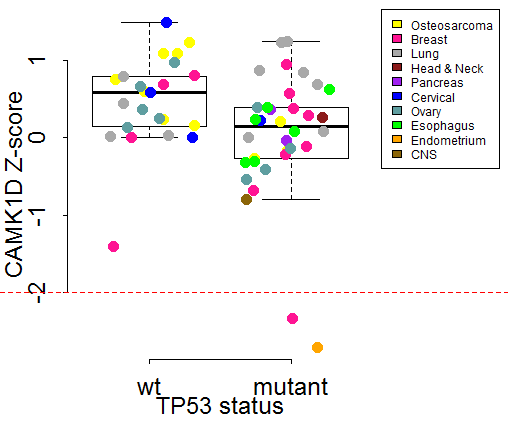 CAMK1D Z-score
1
0
-1
-2
wt
mutant
TP53 status
Osteosarcoma
Breast
Lung
Head & Neck
Pancreas
Cervical
Ovary
Esophagus
Endometrium
CNS